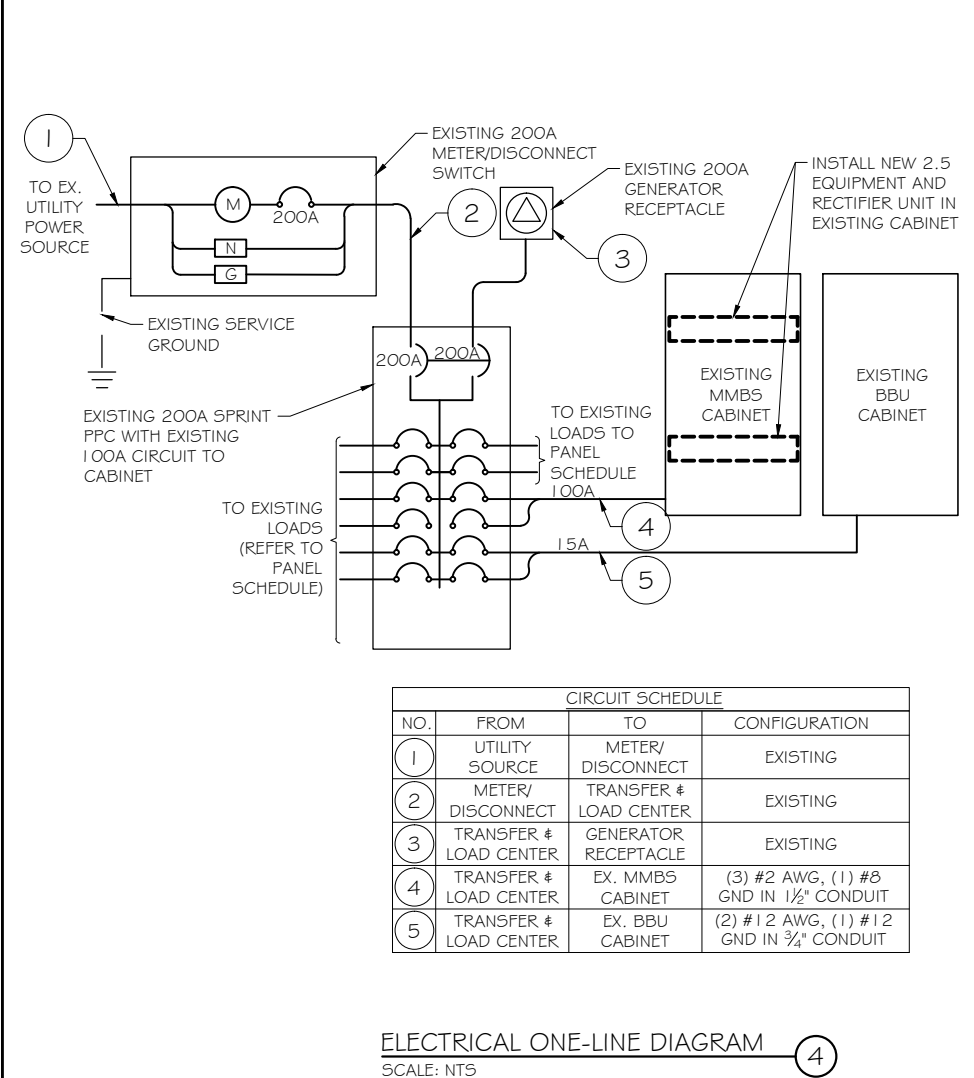 1
EXISTING 200A
METER/DISCONNECT
SWITCH
EXISTING 200A
GENERATOR
RECEPTACLE
INSTALL NEW 2.5
EQUIPMENT AND
RECTIFIER UNIT IN
EXISTING CABINET
TO EX.
UTILITY
POWER
SOURCE
M
200A
N
G
2
3
EXISTING SERVICE
GROUND
200A
200A
EXISTING
MMBS
CABINET
EXISTING
BBU
CABINET
EXISTING 200A SPRINT
PPC WITH EXISTING
100A CIRCUIT TO
CABINET
TO EXISTING
LOADS TO
PANEL
SCHEDULE
100A
TO EXISTING
LOADS
(REFER TO
PANEL
SCHEDULE)
4
15A
5
CIRCUIT SCHEDULE
NO. FROM TO CONFIGURATION
1 UTILITY SOURCE METER/ DISCONNECT EXISTING
2 METER/ DISCONNECT TRANSFER & LOAD CENTER EXISTING
3 TRANSFER & LOAD CENTER GENERATOR RECEPTACLE EXISTING
4 TRANSFER & LOAD CENTER EX. MMBS CABINET (3) #2 AWG, (1) #8 GND IN 1½" CONDUIT
5 TRANSFER & LOAD CENTER EX. BBU CABINET (2) #12 AWG, (1) #12 GND IN ¾" CONDUIT
ELECTRICAL ONE-LINE DIAGRAM
4
SCALE: NTS